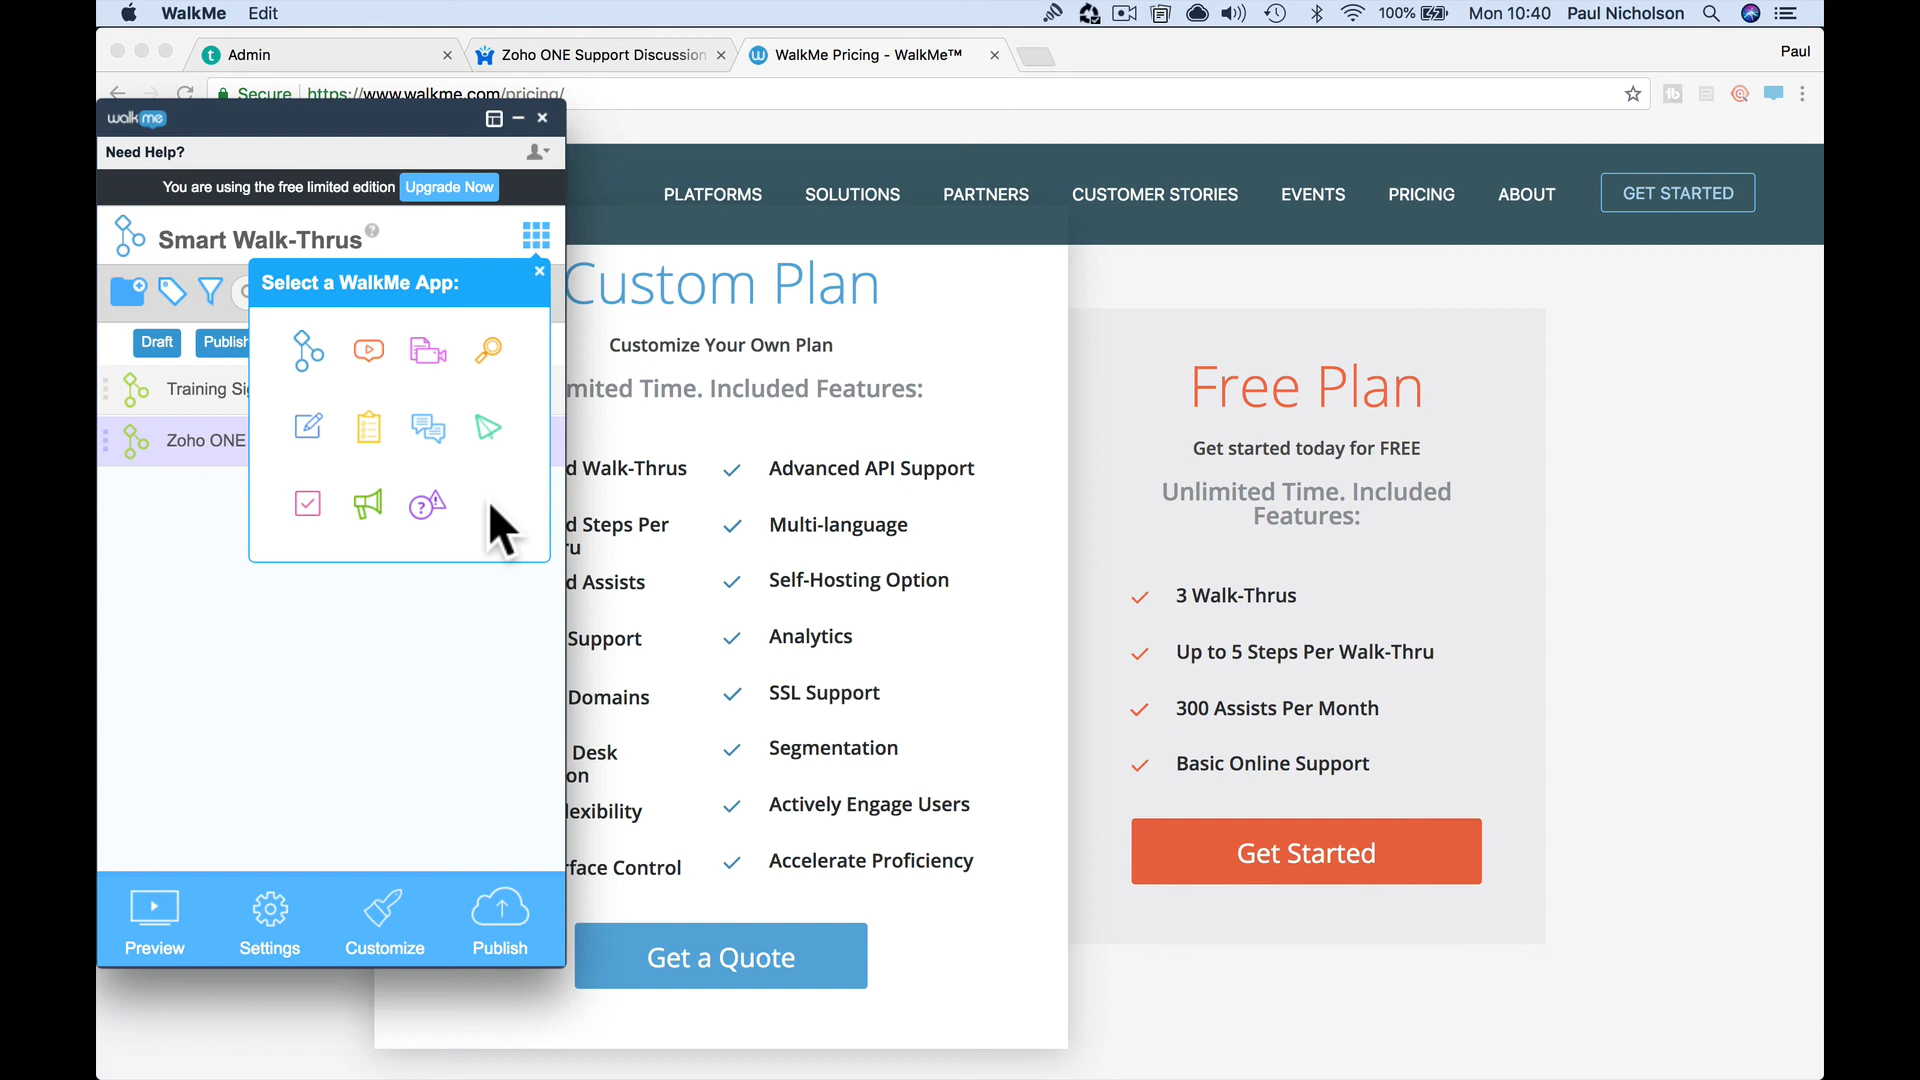 WalkMe Edit
100% Mon 10:40 Paul Nicholson
Admin
Zoho ONE Support Discussion
WalkMe Pricing - WalkMe™
Paul
Secure https://www.walkme.com/pricing/
walkme
Need Help?
You are using the free limited edition Upgrade Now
Smart Walk-Thrus ?
Select a WalkMe App:
Draft Publish
Training Sig
Zoho ONE
Preview Settings Customize Publish
PLATFORMS SOLUTIONS PARTNERS CUSTOMER STORIES EVENTS PRICING ABOUT GET STARTED
Custom Plan
Customize Your Own Plan
mited Time. Included Features:
d Walk-Thrus
d Steps Per
ru
d Assists
Support
Domains
Desk
on
lexibility
rface Control
Advanced API Support
Multi-language
Self-Hosting Option
Analytics
SSL Support
Segmentation
Actively Engage Users
Accelerate Proficiency
Get a Quote
Free Plan
Get started today for FREE
Unlimited Time. Included
Features:
3 Walk-Thrus
Up to 5 Steps Per Walk-Thru
300 Assists Per Month
Basic Online Support
Get Started